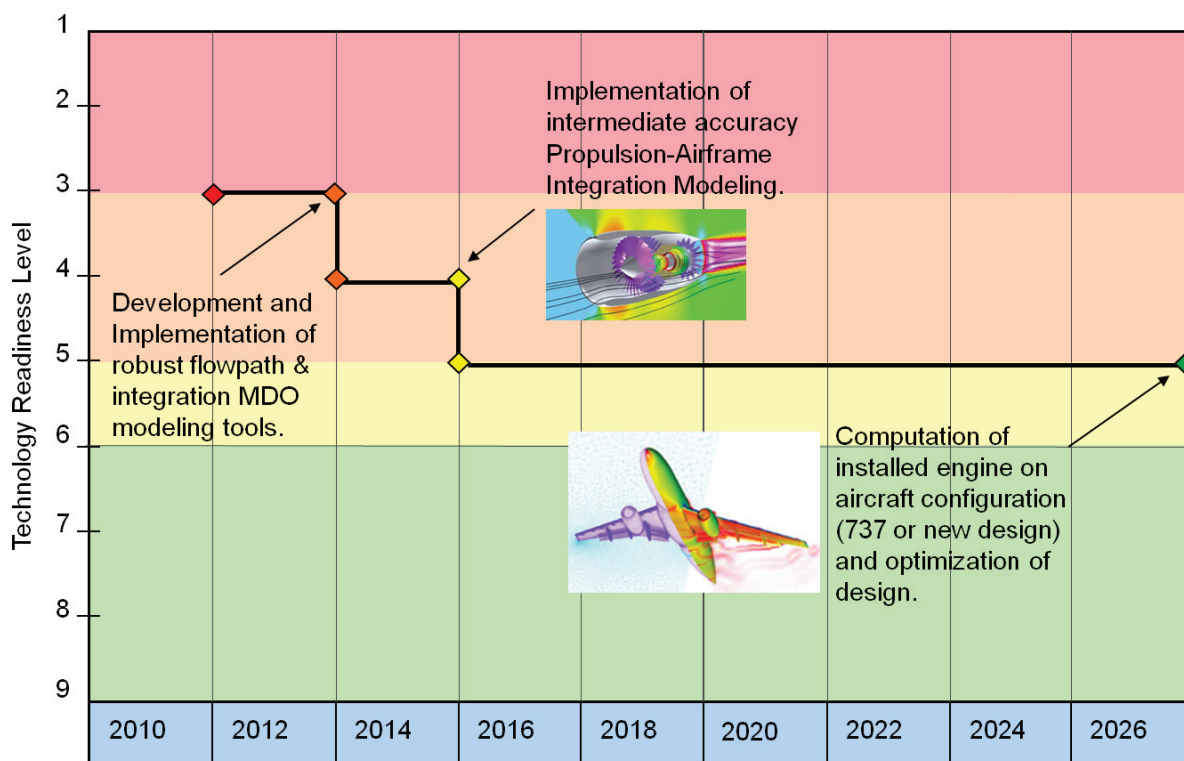 1
2
3
4
5
6
7
8
9
Technology Readiness Level
Implementation of
intermediate accuracy
Propulsion-Airframe
Integration Modeling.
Development and
Implementation of
robust flowpath &
integration MDO
modeling tools.
Computation of
installed engine on
aircraft configuration
(737 or new design)
and optimization of
design.
2010 2012 2014 2016 2018 2020 2022 2024 2026